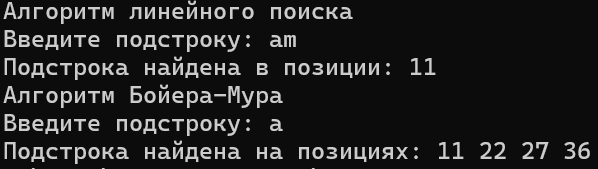 Алгоритм линейного поиска
Введите подстроку: am
Подстрока найдена в позиции: 11
Алгоритм Бойера-Мура
Введите подстроку: a
Подстрока найдена на позициях: 11 22 27 36